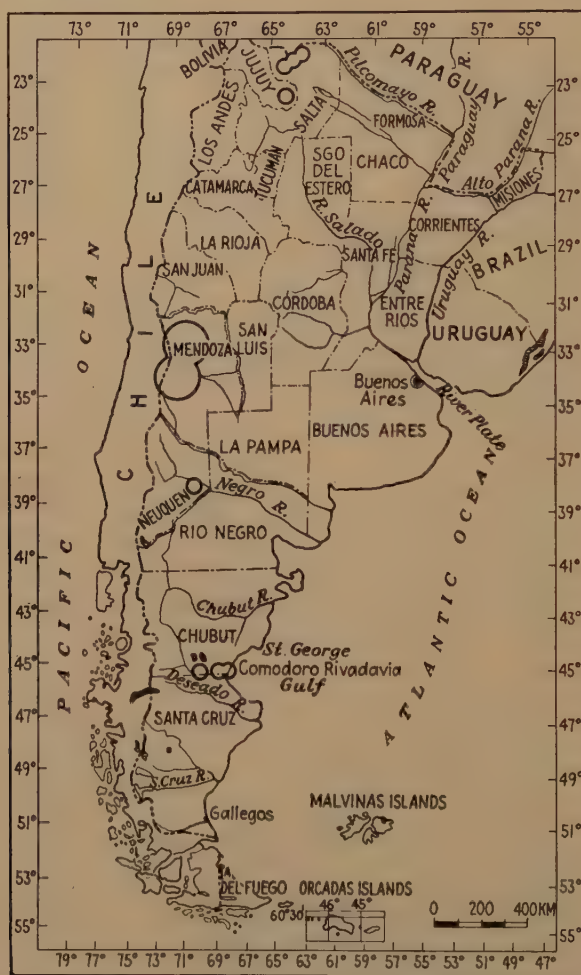 73° 71° 69° 67° 65° 63° 61° 59° 57° 55°
BOLIVIA
JUJUY
PARAGUAY
R.
Pilcomayo R.
23° 23°
LOS ANDES
SALTA
FORMOSA
Paraguay
Parana R.
25° 25°
SGO
DEL
ESTERO
CHACO
Alto
MISIONES
TUCUMÁN
CATAMARCA
27° 27°
R. Salado
Parana R.
CORRIENTES
Uruguay R.
BRAZIL
LA RIOJA
SANTA FE
29° 29°
SAN JUAN
CÓRDOBA
ENTRE
RIOS
31° 31°
SAN
LUIS
MENDOZA
URUGUAY
33° 33°
Buenos
Aires
River Plate
35° 35°
LA PAMPA
BUENOS AIRES
37° 37°
CHILE
NEUQUEN
Negro R.
39° 39°
RIO NEGRO
41° 41°
PACIFIC OCEAN
ATLANTIC OCEAN
43° 43°
Chubut R.
CHUBUT
St. George
Comodoro Rivadavia
Gulf
45° 45°
Deseado R.
SANTA CRUZ
47° 47°
49° 49°
S. Cruz R.
MALVINAS ISLANDS
Gallegos
51° 51°
53° 53°
DEL FUEGO
ORCADAS ISLANDS
46° 45°
60°30'
0 200 400 KM
55° 55°
79° 77° 75° 73° 71° 69° 67° 65° 63° 61° 59° 57° 55° 53° 51° 49° 47°